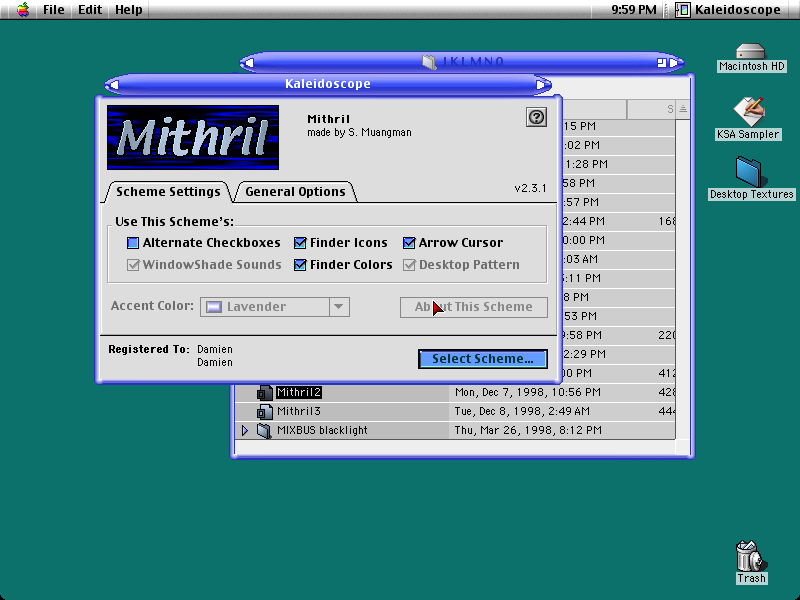 File Edit Help
9:59 PM Kaleidoscope
J K L M N O
Macintosh HD
Kaleidoscope
S
Mithril
Mithril
made by S. Muangman
v2.3.1
:15 PM
KSA Sampler
:02 PM
1:28 PM
:58 PM
Desktop Textures
:57 PM
Scheme Settings General Options
2:44 PM 168
Use This Scheme's:
Alternate Checkboxes Finder Icons Arrow Cursor
0:00 PM
:03 AM
WindowShade Sounds Finder Colors Desktop Pattern
:11 PM
8 PM
Accent Color: Lavender About This Scheme
:53 PM
9:58 PM 220
Registered To: Damien
Damien
2:29 PM
Select Scheme...
00 PM 412
Mithril2 Mon, Dec 7, 1998, 10:56 PM 428
Mithril3 Tue, Dec 8, 1998, 2:49 AM 444
MIXBUS blacklight Thu, Mar 26, 1998, 8:12 PM
Trash